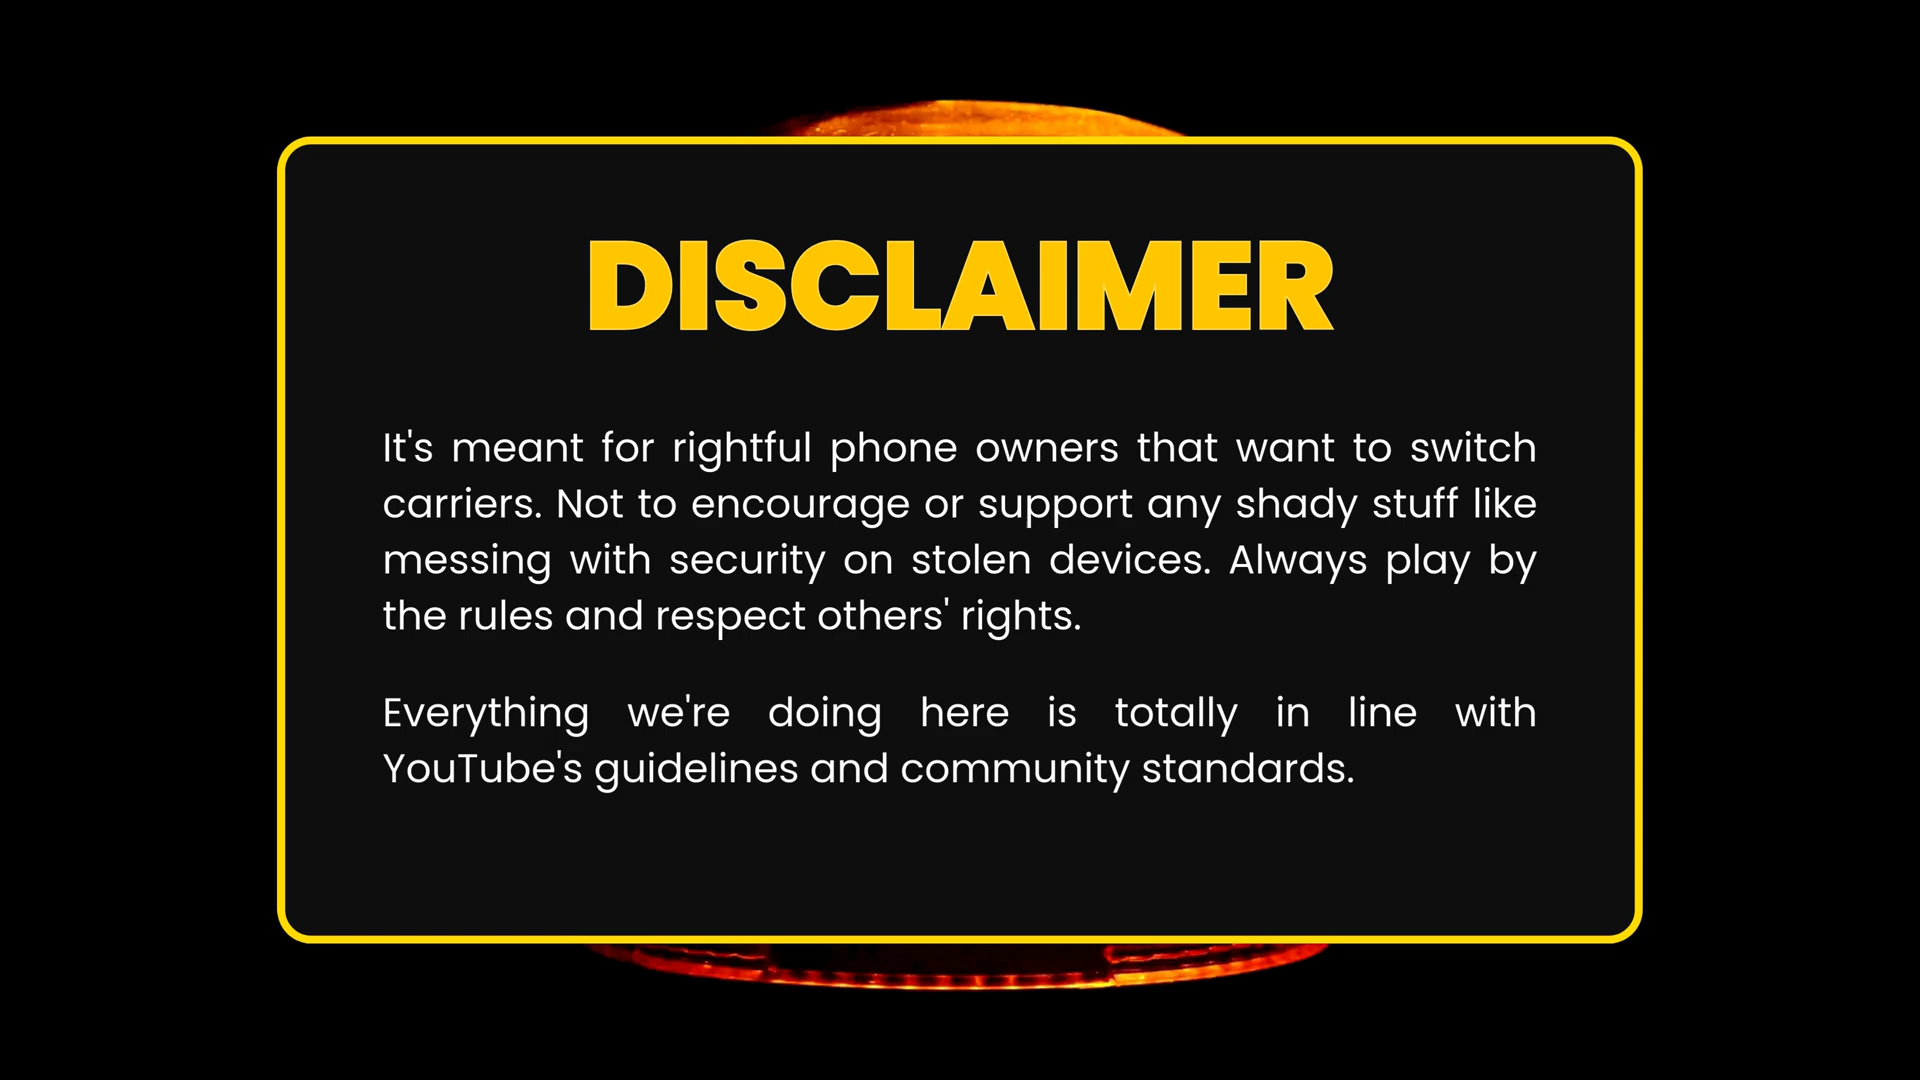 DISCLAIMER
It's meant for rightful phone owners that want to switch
carriers. Not to encourage or support any shady stuff like
messing with security on stolen devices. Always play by
the rules and respect others' rights.
Everything we're doing here is totally in line with
YouTube's guidelines and community standards.